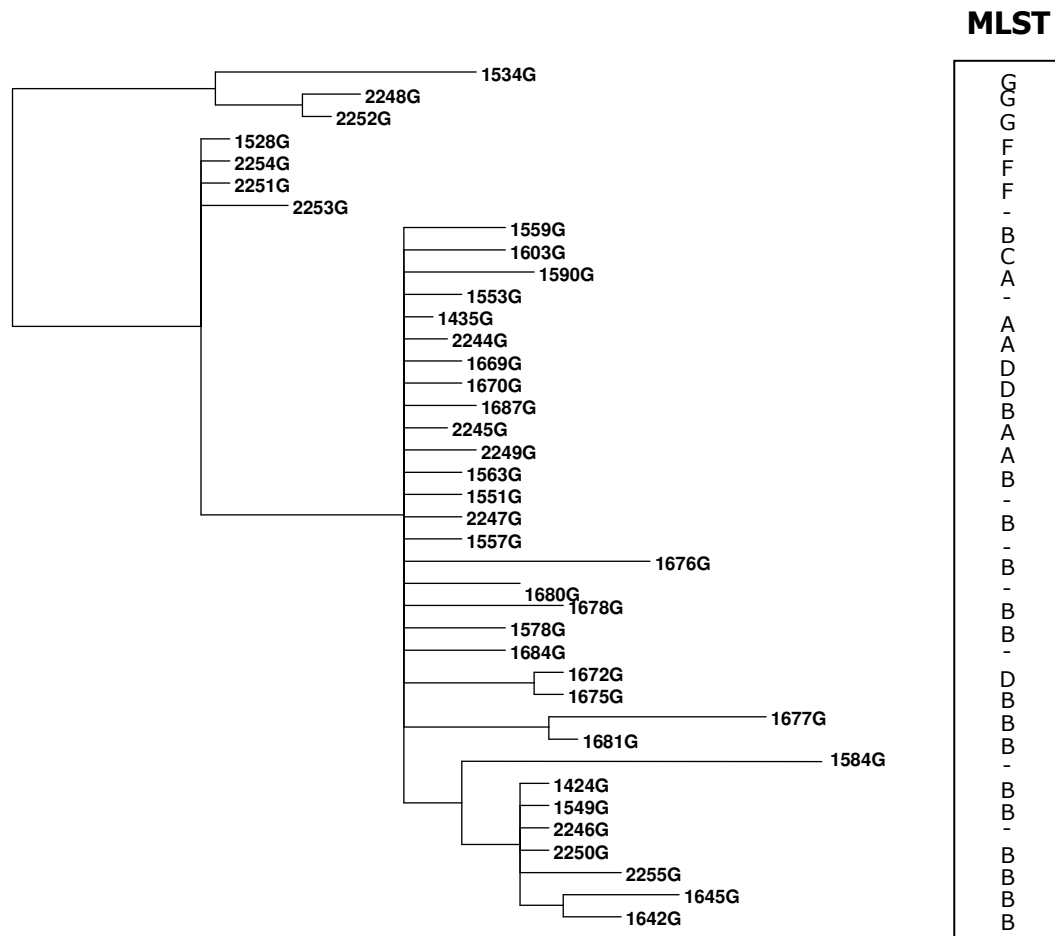 MLST
1534G G
2248G G
2252G G
1528G F
2254G F
2251G F
2253G -
1559G B
1603G C
1590G A
1553G -
1435G A
2244G A
1669G D
1670G D
1687G B
2245G A
2249G A
1563G B
1551G -
2247G B
1557G -
1676G B
1680G -
1678G B
1578G B
1684G -
1672G D
1675G B
1677G B
1681G B
1584G -
1424G B
1549G B
2246G -
2250G B
2255G B
1645G B
1642G B